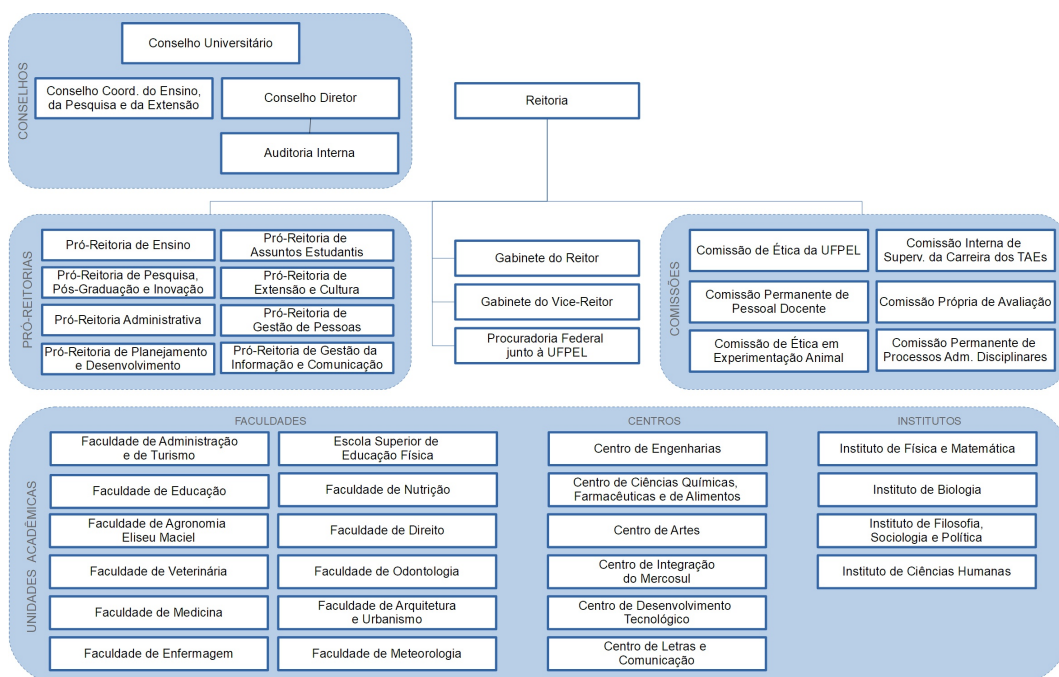 CONSELHOS
Conselho Universitário
Conselho Coord. do Ensino,
da Pesquisa e da Extensão
Conselho Diretor
Auditoria Interna
Reitoria
PRÓ-REITORIAS
Pró-Reitoria de Ensino
Pró-Reitoria de
Assuntos Estudantis
Pró-Reitoria de Pesquisa,
Pós-Graduação e Inovação
Pró-Reitoria de
Extensão e Cultura
Pró-Reitoria Administrativa
Pró-Reitoria de
Gestão de Pessoas
Pró-Reitoria de Planejamento
e Desenvolvimento
Pró-Reitoria de Gestão da
Informação e Comunicação
Gabinete do Reitor
Gabinete do Vice-Reitor
Procuradoria Federal
junto à UFPEL
COMISSÕES
Comissão de Ética da UFPEL
Comissão Interna de
Superv. da Carreira dos TAEs
Comissão Permanente de
Pessoal Docente
Comissão Própria de Avaliação
Comissão de Ética em
Experimentação Animal
Comissão Permanente de
Processos Adm. Disciplinares
UNIDADES ACADÊMICAS
FACULDADES
Faculdade de Administração
e de Turismo
Escola Superior de
Educação Física
Faculdade de Educação
Faculdade de Nutrição
Faculdade de Agronomia
Eliseu Maciel
Faculdade de Direito
Faculdade de Veterinária
Faculdade de Odontologia
Faculdade de Medicina
Faculdade de Arquitetura
e Urbanismo
Faculdade de Enfermagem
Faculdade de Meteorologia
CENTROS
Centro de Engenharias
Centro de Ciências Químicas,
Farmacêuticas e de Alimentos
Centro de Artes
Centro de Integração
do Mercosul
Centro de Desenvolvimento
Tecnológico
Centro de Letras e
Comunicação
INSTITUTOS
Instituto de Física e Matemática
Instituto de Biologia
Instituto de Filosofia,
Sociologia e Política
Instituto de Ciências Humanas